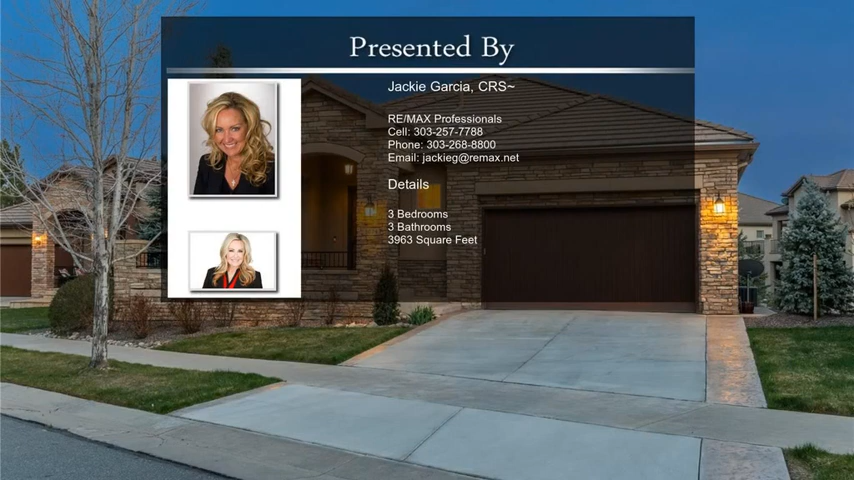 Presented By
Jackie Garcia, CRS~
RE/MAX Professionals
Cell: 303-257-7788
Phone: 303-268-8800
Email: jackieg@remax.net
Details
3 Bedrooms
3 Bathrooms
3963 Square Feet